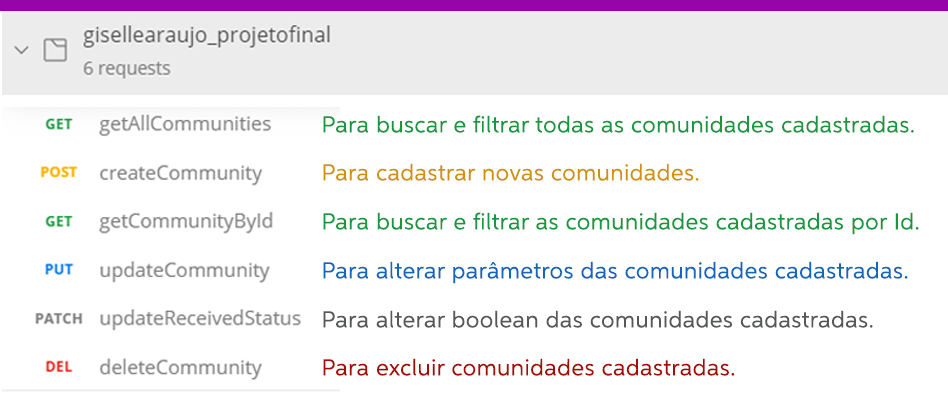 gisellearaujo_projetofinal
6 requests
GET getAllCommunities Para buscar e filtrar todas as comunidades cadastradas.
POST createCommunity Para cadastrar novas comunidades.
GET getCommunityById Para buscar e filtrar as comunidades cadastradas por Id.
PUT updateCommunity Para alterar parâmetros das comunidades cadastradas.
PATCH updateReceivedStatus Para alterar boolean das comunidades cadastradas.
DEL deleteCommunity Para excluir comunidades cadastradas.